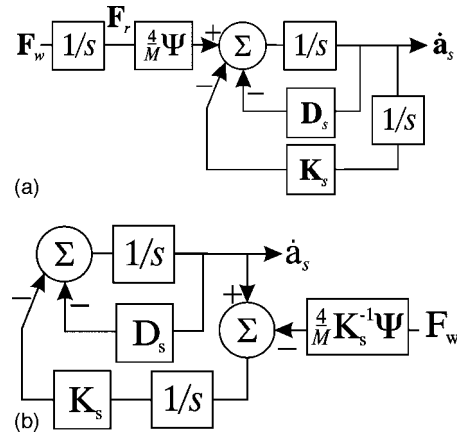 F_r
F_w 1/s 4/M Ψ + Σ 1/s ȧ_s
− − D_s 1/s
K_s
(a)
Σ 1/s ȧ_s
− − +
D_s Σ − 4/M K_s^-1 Ψ F_w
K_s 1/s
(b)